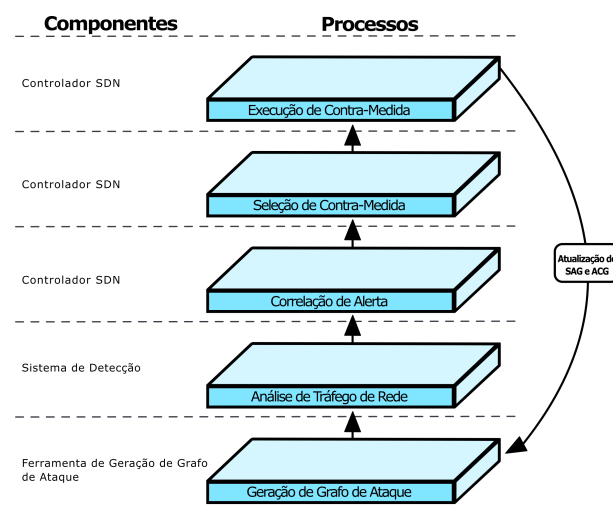 Componentes
Processos
Controlador SDN
Execução de Contra-Medida
Controlador SDN
Seleção de Contra-Medida
Atualização de
SAG e ACG
Controlador SDN
Correlação de Alerta
Sistema de Detecção
Análise de Tráfego de Rede
Ferramenta de Geração de Grafo
de Ataque
Geração de Grafo de Ataque